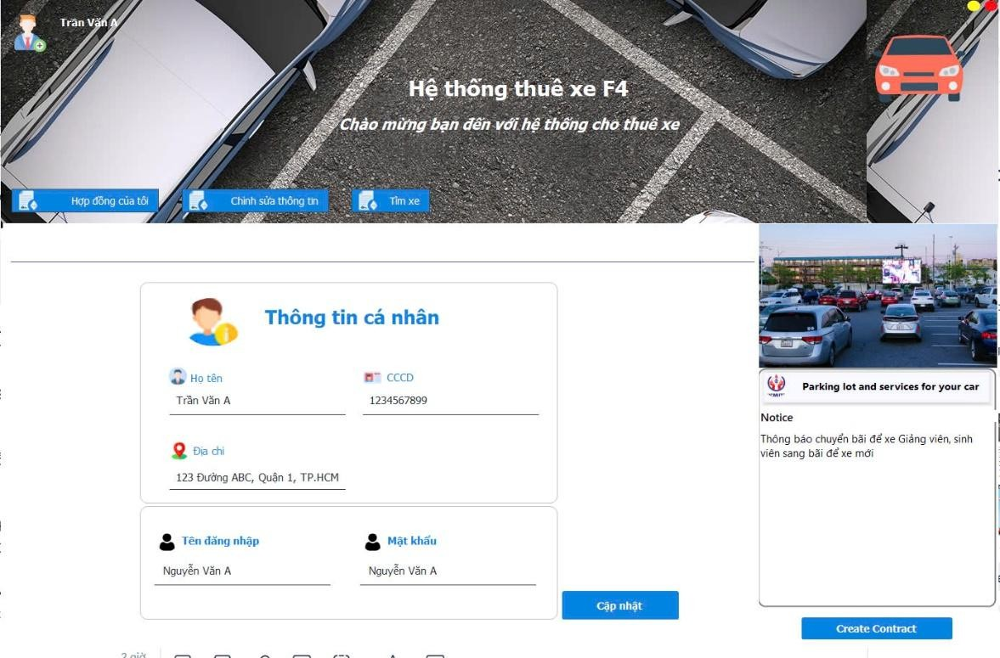 Trần Văn A
Hệ thống thuê xe F4
Chào mừng bạn đến với hệ thống cho thuê xe
Hợp đồng của tôi
Chỉnh sửa thông tin
Tìm xe
Thông tin cá nhân
Họ tên
CCCD
Trần Văn A
1234567899
Địa chỉ
123 Đường ABC, Quận 1, TP.HCM
Tên đăng nhập
Mật khẩu
Nguyễn Văn A
Nguyễn Văn A
Cập nhật
Parking lot and services for your car
Notice
Thông báo chuyển bãi để xe Giảng viên, sinh
viên sang bãi để xe mới
Create Contract
2 giờ